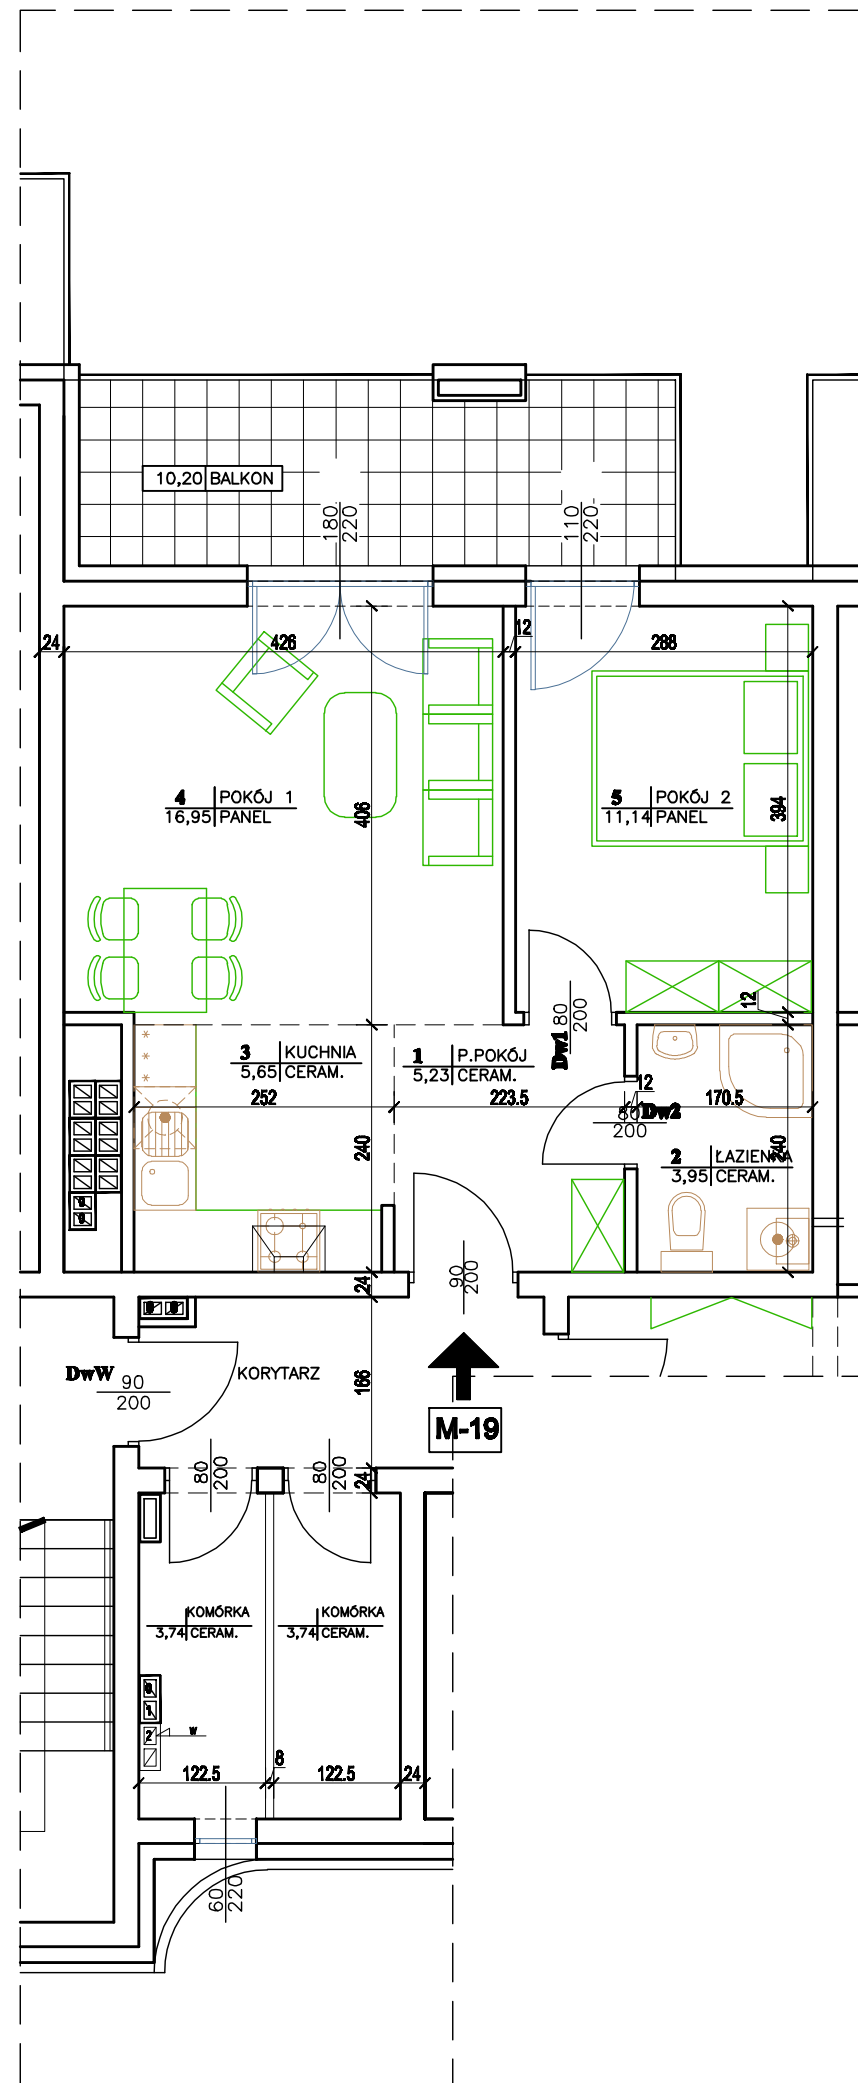 10,20 BALKON
180
220
110
220
24
426
12
288
4 POKÓJ 1
16,95 PANEL
406
5 POKÓJ 2
11,14 PANEL
394
12
80
200
Dw1
3 KUCHNIA
5,65 CERAM.
1 P.POKÓJ
5,23 CERAM.
252
223.5
12
170.5
80
200
Dw2
240
2 ŁAZIENKA
3,95 CERAM.
240
24
90
200
DwW
90
200
KORYTARZ
166
M-19
80
200
80
200
24
KOMÓRKA
3,74 CERAM.
KOMÓRKA
3,74 CERAM.
1
2
w
122.5
8
122.5
24
60
220